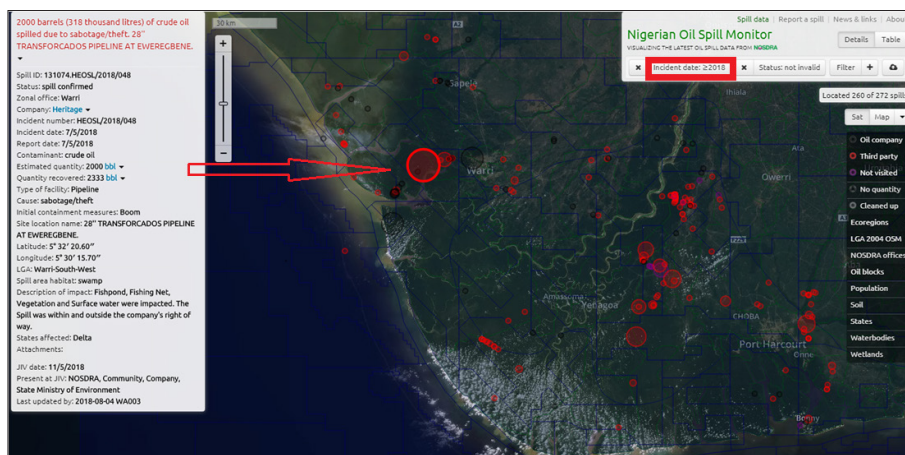 2000 barrels (318 thousand litres) of crude oil
spilled due to sabotage/theft. 28"
TRANSFORCADOS PIPELINE AT EWEREGBENE.
Spill ID: 131074.HEOSL/2018/048
Status: spill confirmed
Zonal office: Warri
Company: Heritage
Incident number: HEOSL/2018/048
Incident date: 7/5/2018
Report date: 7/5/2018
Contaminant: crude oil
Estimated quantity: 2000 bbl
Quantity recovered: 2333 bbl
Type of facility: Pipeline
Cause: sabotage/theft
Initial containment measures: Boom
Site location name: 28" TRANSFORCADOS PIPELINE
AT EWEREGBENE.
Latitude: 5° 32' 20.60"
Longitude: 5° 30' 15.70"
LGA: Warri-South-West
Spill area habitat: swamp
Description of impact: Fishpond, Fishing Net,
Vegetation and Surface water were impacted. The
Spill was within and outside the company's right of
way.
States affected: Delta
Attachments:
JIV date: 11/5/2018
Present at JIV: NOSDRA, Community, Company,
State Ministry of Environment
Last updated by: 2018-08-04 WA003
30 km
+
−
A3
Sapele
Warri
Ihiala
Ata
Owerri
A3
Amassoma
Yenagoa
CHOBA
Port Harcourt
Onne
Bonny
Spill data | Report a spill | News & links | Abou
Nigerian Oil Spill Monitor
VISUALIZING THE LATEST OIL SPILL DATA FROM NOSDRA
Details Table
× Incident date: ≥2018 × Status: not invalid Filter +
Located 260 of 272 spills
Sat Map
Oil company
Third party
Not visited
No quantity
Cleaned up
Ecoregions
LGA 2004 OSM
NOSDRA offices
Oil blocks
Population
Soil
States
Waterbodies
Wetlands